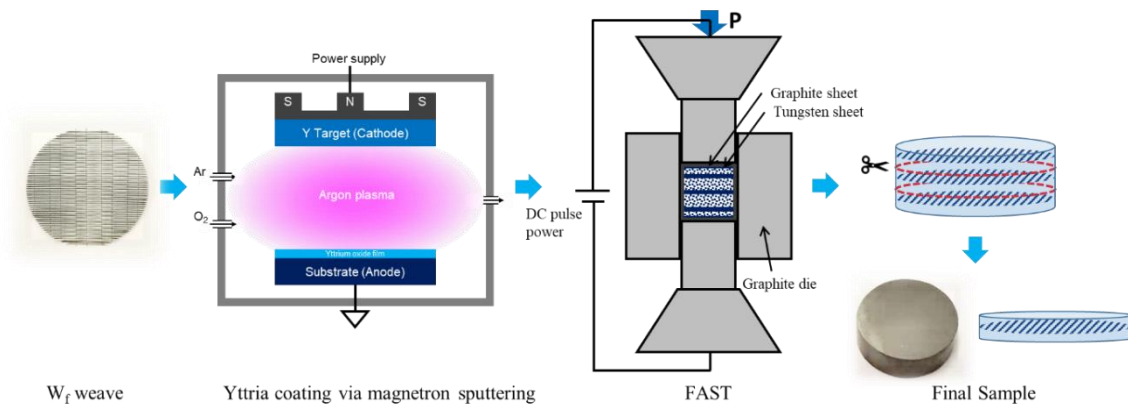 P
Power supply
S N S
Y Target (Cathode)
Ar
Argon plasma
O2
Yttrium oxide film
Substrate (Anode)
DC pulse
power
Graphite sheet
Tungsten sheet
Graphite die
Wf weave
Yttria coating via magnetron sputtering
FAST
Final Sample